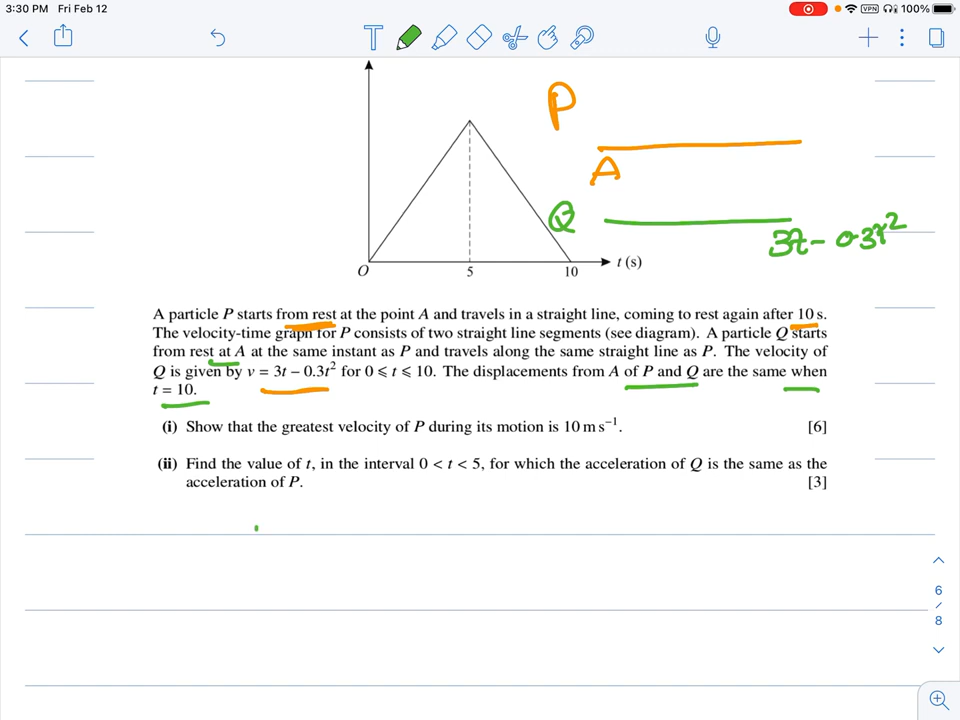 3:30 PM Fri Feb 12
VPN 100%
T
P
A
Q
3t - 0.3t²
t (s)
O 5 10
A particle P starts from rest at the point A and travels in a straight line, coming to rest again after 10 s.
The velocity-time graph for P consists of two straight line segments (see diagram). A particle Q starts
from rest at A at the same instant as P and travels along the same straight line as P. The velocity of
Q is given by v = 3t − 0.3t² for 0 ⩽ t ⩽ 10. The displacements from A of P and Q are the same when
t = 10.
(i) Show that the greatest velocity of P during its motion is 10 m s⁻¹. [6]
(ii) Find the value of t, in the interval 0 < t < 5, for which the acceleration of Q is the same as the
acceleration of P. [3]
6
/
8